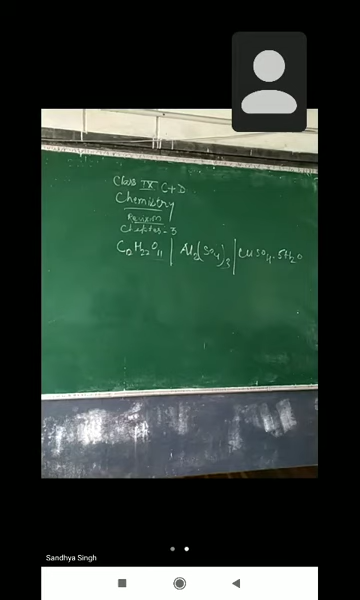 Class IX C+D
Chemistry
Revision
Chapter-3
C12H22O11 | Al2(SO4)3 | CuSO4.5H2O
Sandhya Singh